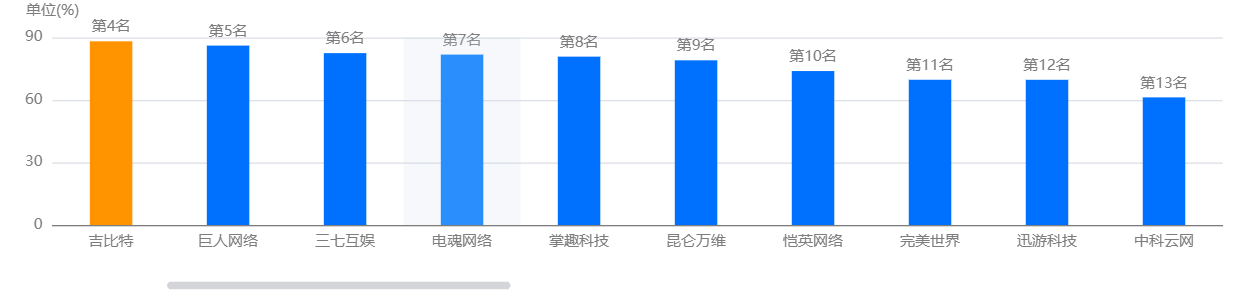 单位(%)
第4名
第5名
第6名
第7名
第8名
第9名
第10名
第11名
第12名
第13名
90
60
30
0
吉比特 巨人网络 三七互娱 电魂网络 掌趣科技 昆仑万维 恺英网络 完美世界 迅游科技 中科云网